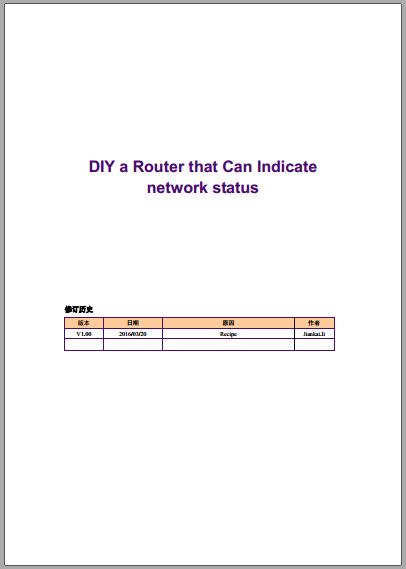 DIY a Router that Can Indicate
network status
修订历史
版本 日期 原因 作者
V1.00 2016/03/20 Recipe Jiankai.li